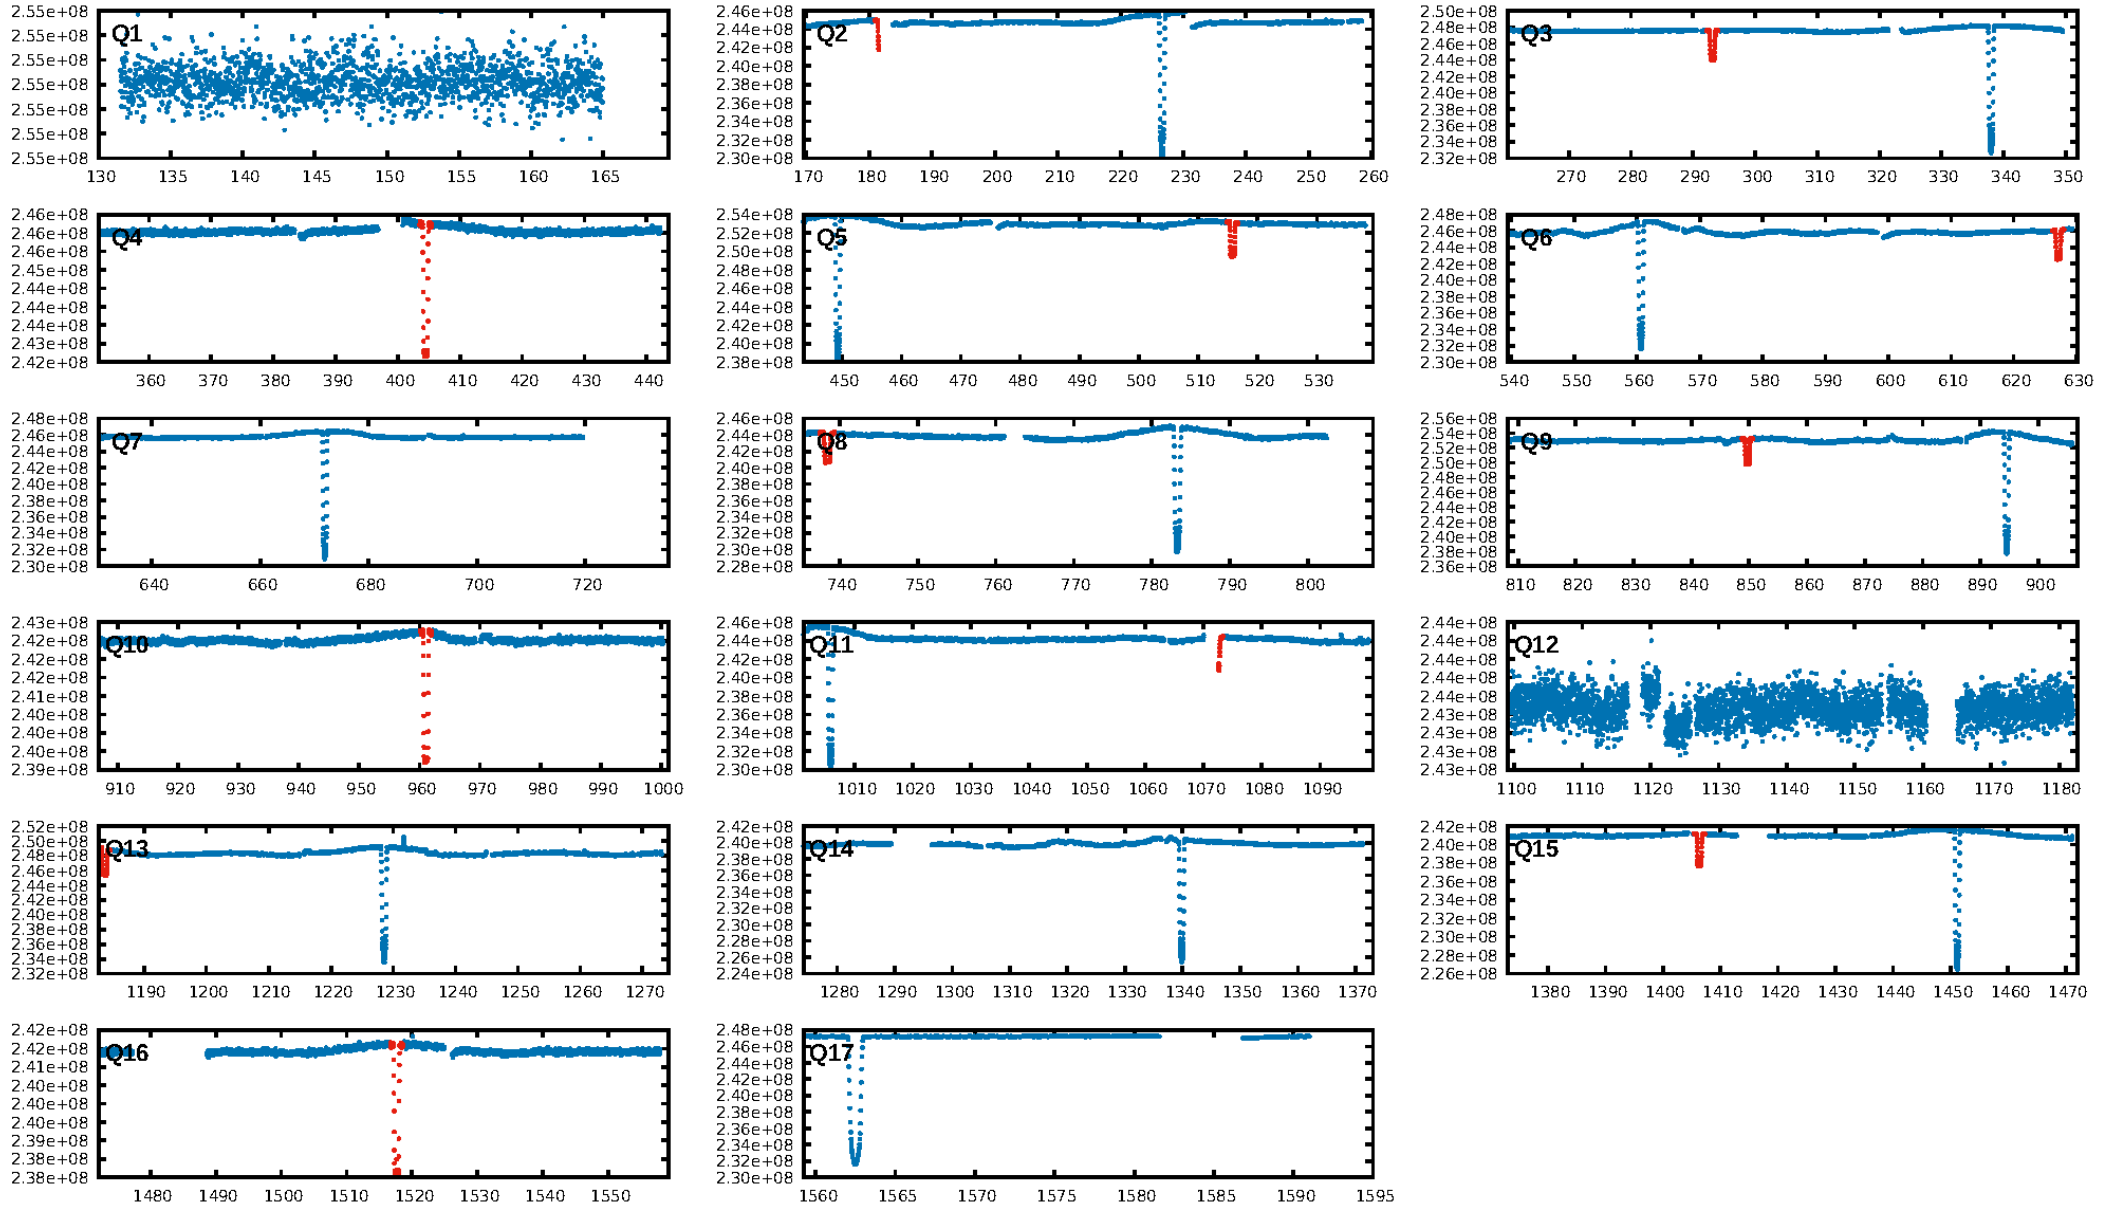 Q1
2.55e+08
2.55e+08
2.55e+08
2.55e+08
2.55e+08
2.55e+08
2.55e+08
130 135 140 145 150 155 160 165
Q2
2.46e+08
2.44e+08
2.42e+08
2.40e+08
2.38e+08
2.36e+08
2.34e+08
2.32e+08
2.30e+08
170 180 190 200 210 220 230 240 250 260
Q3
2.50e+08
2.48e+08
2.46e+08
2.44e+08
2.42e+08
2.40e+08
2.38e+08
2.36e+08
2.34e+08
2.32e+08
270 280 290 300 310 320 330 340 350
Q4
2.46e+08
2.46e+08
2.46e+08
2.45e+08
2.44e+08
2.44e+08
2.44e+08
2.43e+08
2.42e+08
360 370 380 390 400 410 420 430 440
Q5
2.54e+08
2.52e+08
2.50e+08
2.48e+08
2.46e+08
2.44e+08
2.42e+08
2.40e+08
2.38e+08
450 460 470 480 490 500 510 520 530
Q6
2.48e+08
2.46e+08
2.44e+08
2.42e+08
2.40e+08
2.38e+08
2.36e+08
2.34e+08
2.32e+08
2.30e+08
540 550 560 570 580 590 600 610 620 630
Q7
2.48e+08
2.46e+08
2.44e+08
2.42e+08
2.40e+08
2.38e+08
2.36e+08
2.34e+08
2.32e+08
2.30e+08
640 660 680 700 720
Q8
2.46e+08
2.44e+08
2.42e+08
2.40e+08
2.38e+08
2.36e+08
2.34e+08
2.32e+08
2.30e+08
2.28e+08
740 750 760 770 780 790 800
Q9
2.56e+08
2.54e+08
2.52e+08
2.50e+08
2.48e+08
2.46e+08
2.44e+08
2.42e+08
2.40e+08
2.38e+08
2.36e+08
810 820 830 840 850 860 870 880 890 900
Q10
2.43e+08
2.42e+08
2.42e+08
2.42e+08
2.41e+08
2.40e+08
2.40e+08
2.40e+08
2.39e+08
910 920 930 940 950 960 970 980 990 1000
Q11
2.46e+08
2.44e+08
2.42e+08
2.40e+08
2.38e+08
2.36e+08
2.34e+08
2.32e+08
2.30e+08
1010 1020 1030 1040 1050 1060 1070 1080 1090
Q12
2.44e+08
2.44e+08
2.44e+08
2.44e+08
2.43e+08
2.43e+08
2.43e+08
1100 1110 1120 1130 1140 1150 1160 1170 1180
Q13
2.52e+08
2.50e+08
2.48e+08
2.46e+08
2.44e+08
2.42e+08
2.40e+08
2.38e+08
2.36e+08
2.34e+08
2.32e+08
1190 1200 1210 1220 1230 1240 1250 1260 1270
Q14
2.42e+08
2.40e+08
2.38e+08
2.36e+08
2.34e+08
2.32e+08
2.30e+08
2.28e+08
2.26e+08
2.24e+08
1280 1290 1300 1310 1320 1330 1340 1350 1360 1370
Q15
2.42e+08
2.40e+08
2.38e+08
2.36e+08
2.34e+08
2.32e+08
2.30e+08
2.28e+08
2.26e+08
1380 1390 1400 1410 1420 1430 1440 1450 1460 1470
Q16
2.42e+08
2.42e+08
2.41e+08
2.40e+08
2.40e+08
2.39e+08
2.39e+08
2.38e+08
2.38e+08
1480 1490 1500 1510 1520 1530 1540 1550
Q17
2.48e+08
2.46e+08
2.44e+08
2.42e+08
2.40e+08
2.38e+08
2.36e+08
2.34e+08
2.32e+08
2.30e+08
1560 1565 1570 1575 1580 1585 1590 1595